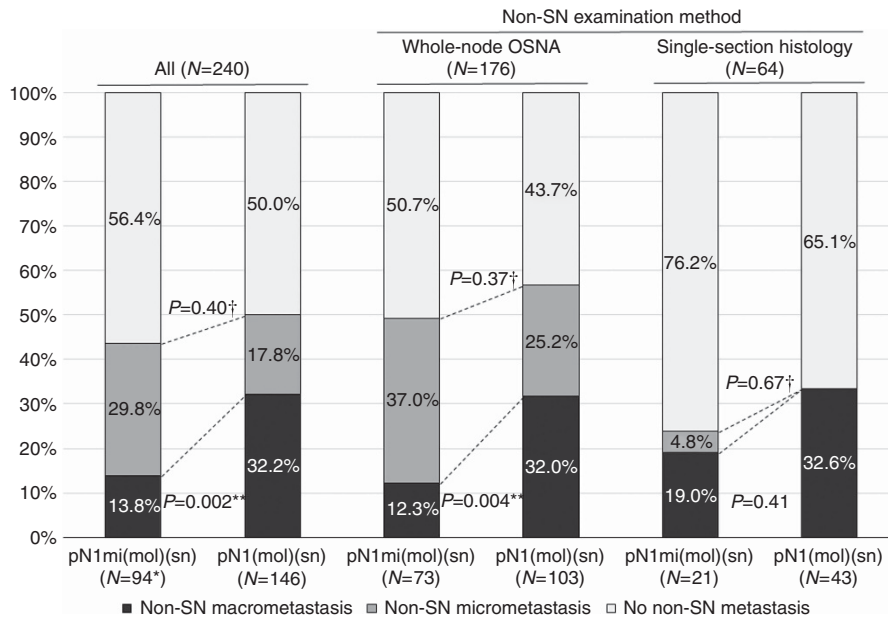 Non-SN examination method
Whole-node OSNA
Single-section histology
All (N=240)
(N=176)
(N=64)
100%
90%
80%
70%
60%
50%
40%
30%
20%
10%
0%
56.4%
29.8%
13.8%
P=0.40†
P=0.002**
50.0%
17.8%
32.2%
50.7%
37.0%
12.3%
P=0.37†
P=0.004**
43.7%
25.2%
32.0%
76.2%
4.8%
19.0%
P=0.67†
P=0.41
65.1%
32.6%
pN1mi(mol)(sn)
(N=94*)
pN1(mol)(sn)
(N=146)
pN1mi(mol)(sn)
(N=73)
pN1(mol)(sn)
(N=103)
pN1mi(mol)(sn)
(N=21)
pN1(mol)(sn)
(N=43)
Non-SN macrometastasis Non-SN micrometastasis No non-SN metastasis